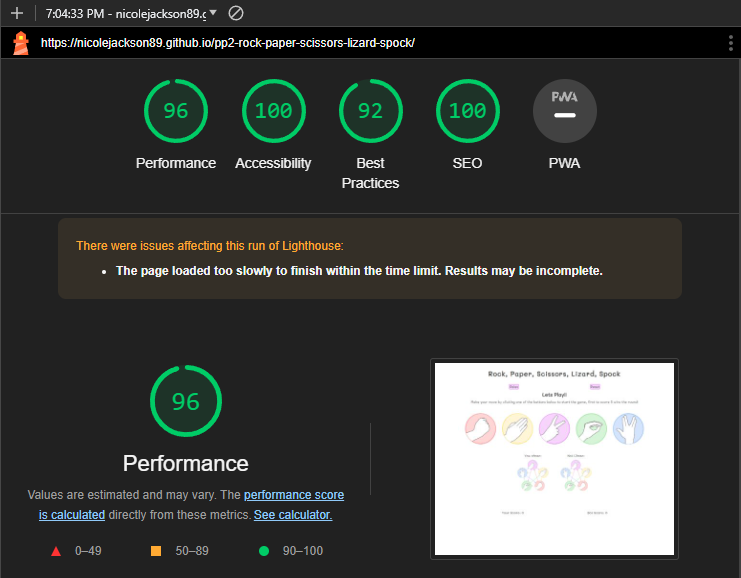 7:04:33 PM - nicolejackson89.g
https://nicolejackson89.github.io/pp2-rock-paper-scissors-lizard-spock/
96
100
92
100
PWA
Performance
Accessibility
Best
Practices
SEO
PWA
There were issues affecting this run of Lighthouse:
• The page loaded too slowly to finish within the time limit. Results may be incomplete.
96
Performance
Values are estimated and may vary. The performance score
is calculated directly from these metrics. See calculator.
0–49
50–89
90–100
Rock, Paper, Scissors, Lizard, Spock
Rules
Reset
Lets Play!!